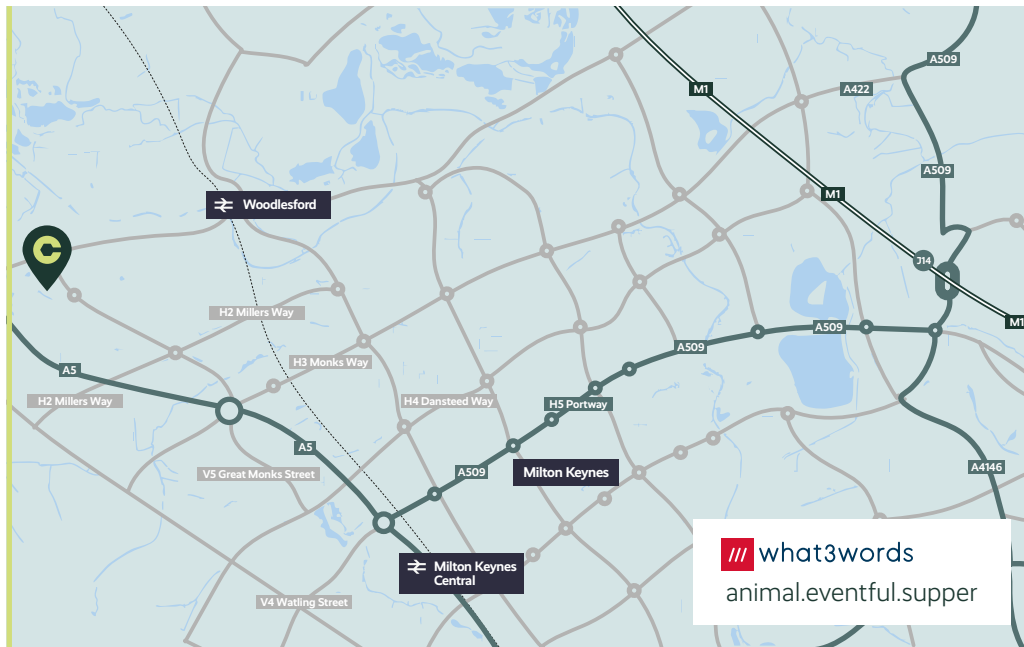 A509
M1
A422
A509
M1
Woodlesford
J14
H2 Millers Way
M1
A509
A509
H3 Monks Way
A5
H2 Millers Way
H4 Dansteed Way
H5 Portway
A5
A509
Milton Keynes
A4146
V5 Great Monks Street
what3words
Milton Keynes
Central
animal.eventful.supper
V4 Watling Street